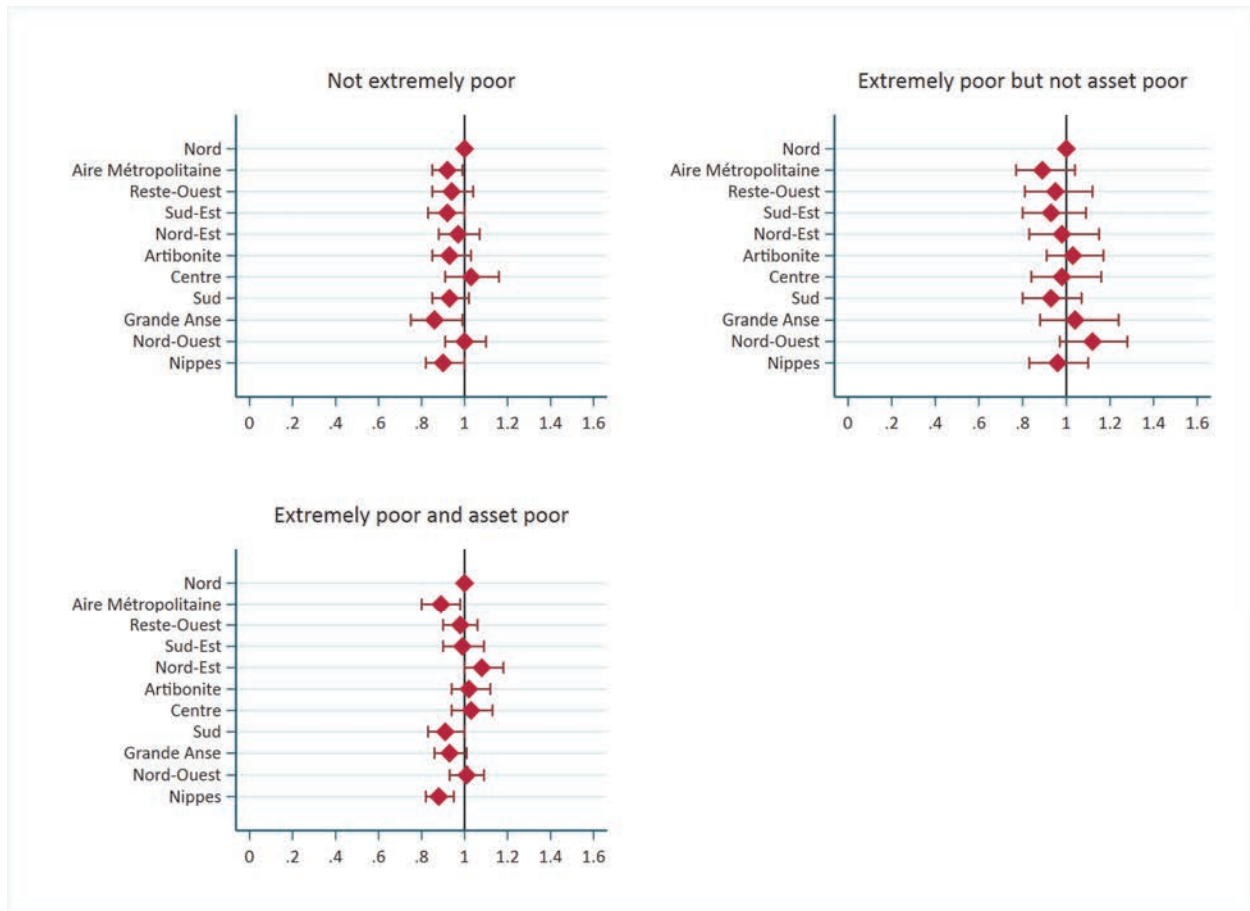 Not extremely poor
Nord
Aire Métropolitaine
Reste-Ouest
Sud-Est
Nord-Est
Artibonite
Centre
Sud
Grande Anse
Nord-Ouest
Nippes
0 .2 .4 .6 .8 1 1.2 1.4 1.6
Extremely poor but not asset poor
Nord
Aire Métropolitaine
Reste-Ouest
Sud-Est
Nord-Est
Artibonite
Centre
Sud
Grande Anse
Nord-Ouest
Nippes
0 .2 .4 .6 .8 1 1.2 1.4 1.6
Extremely poor and asset poor
Nord
Aire Métropolitaine
Reste-Ouest
Sud-Est
Nord-Est
Artibonite
Centre
Sud
Grande Anse
Nord-Ouest
Nippes
0 .2 .4 .6 .8 1 1.2 1.4 1.6